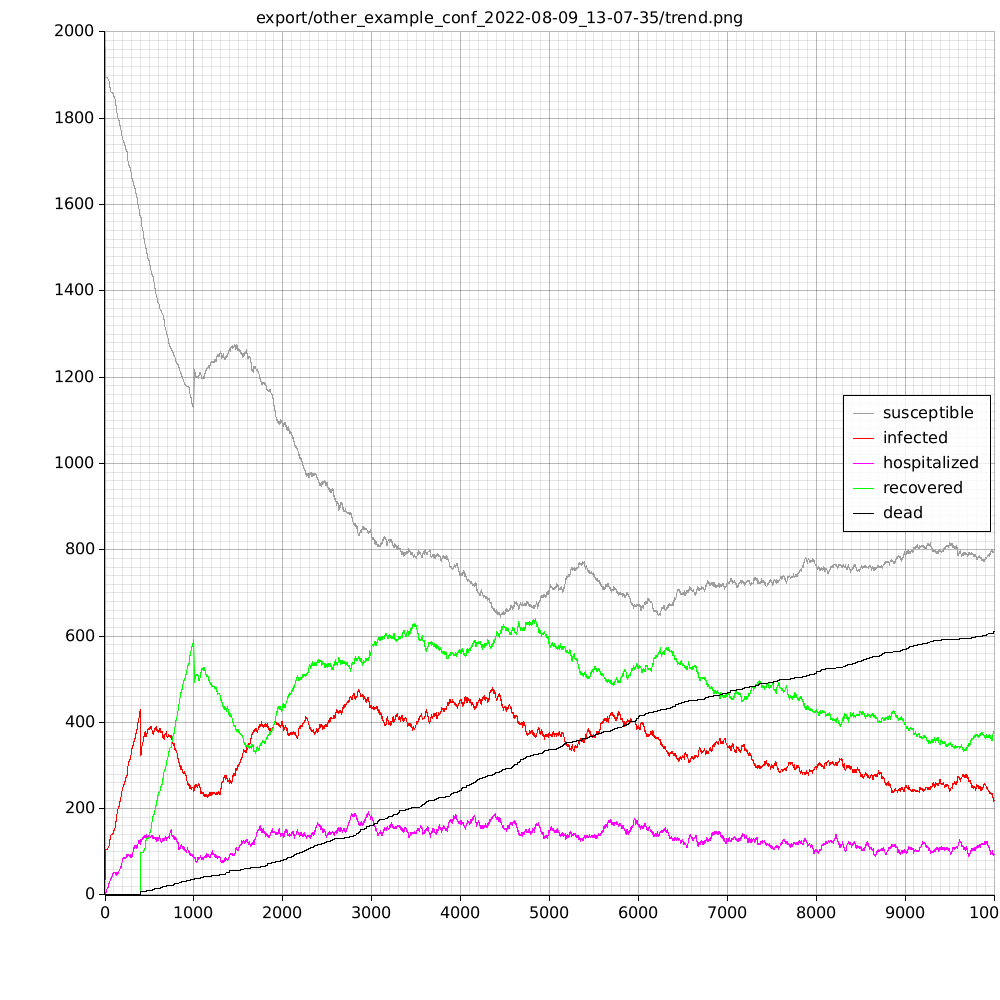 export/other_example_conf_2022-08-09_13-07-35/trend.png
2000
1800
1600
1400
1200
1000
800
600
400
200
0
susceptible
infected
hospitalized
recovered
dead
0 1000 2000 3000 4000 5000 6000 7000 8000 9000 100